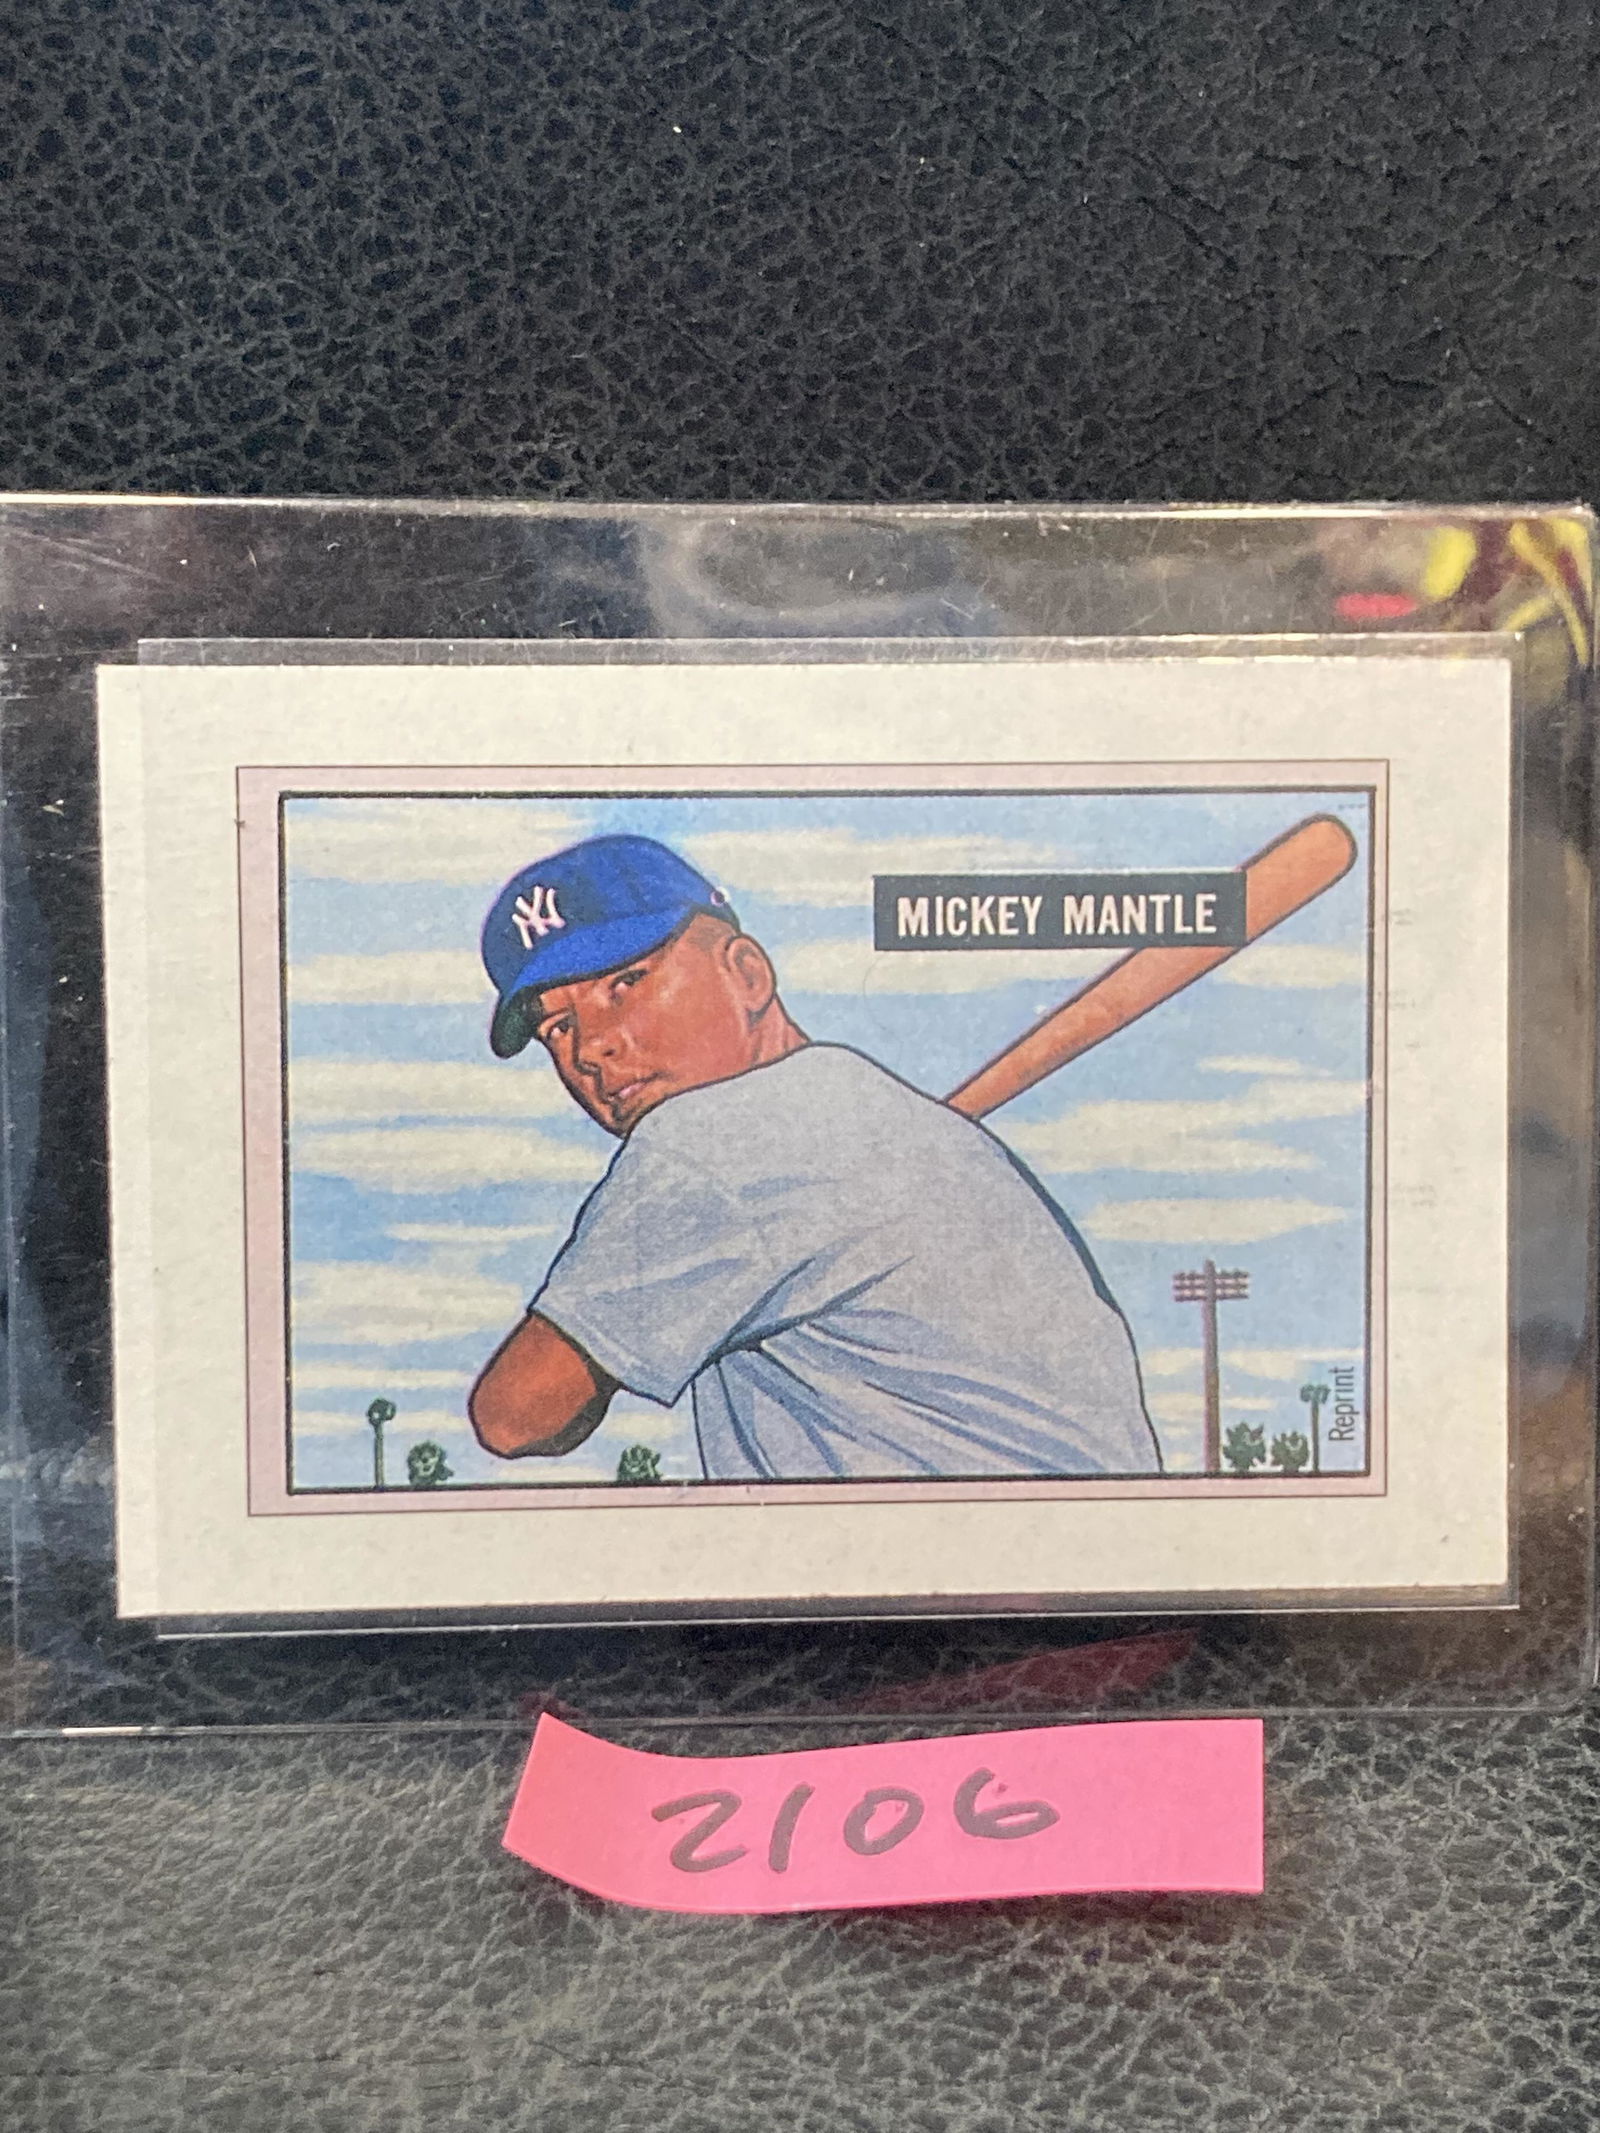 NY
MICKEY MANTLE
Reprint
2106